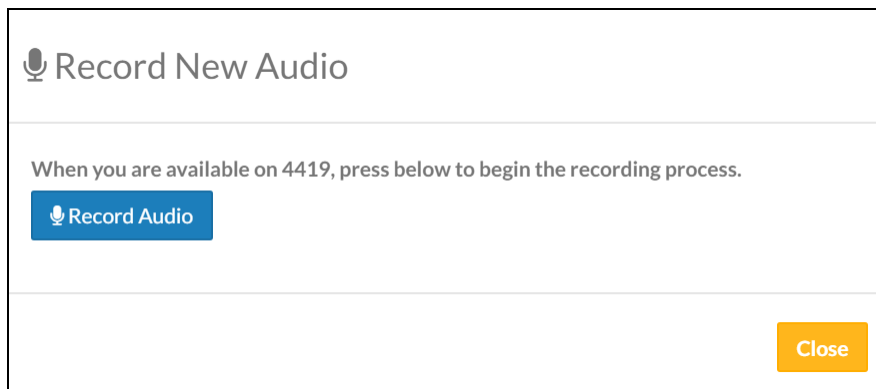 Record New Audio
When you are available on 4419, press below to begin the recording process.
Record Audio
Close